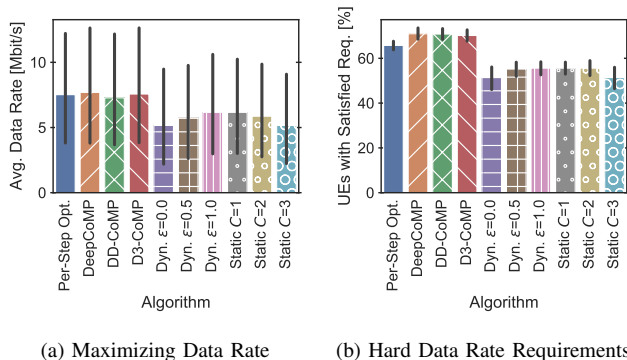 Avg. Data Rate [Mbit/s]
10
5
0
Per-Step Opt.
DeepCoMP
DD-CoMP
D3-CoMP
Dyn. ε=0.0
Dyn. ε=0.5
Dyn. ε=1.0
Static C=1
Static C=2
Static C=3
Algorithm
(a) Maximizing Data Rate
UEs with Satisfied Req. [%]
60
40
20
0
Per-Step Opt.
DeepCoMP
DD-CoMP
D3-CoMP
Dyn. ε=0.0
Dyn. ε=0.5
Dyn. ε=1.0
Static C=1
Static C=2
Static C=3
Algorithm
(b) Hard Data Rate Requirements